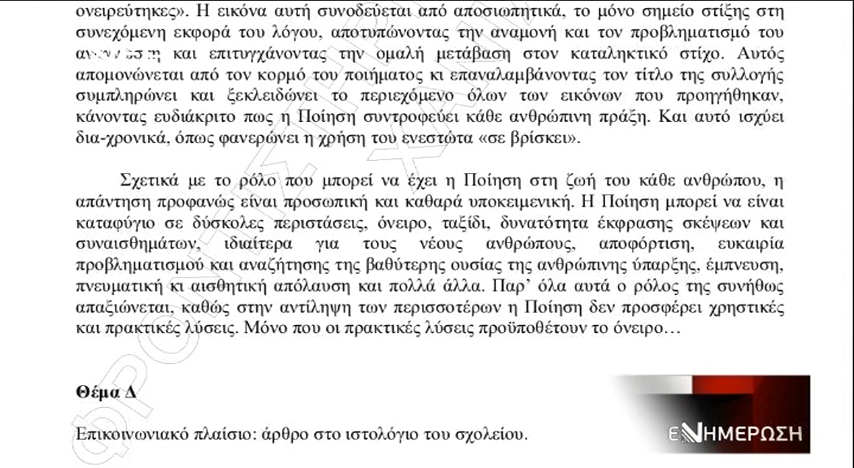 ονειρεύτηκες». Η εικόνα αυτή συνοδεύεται από αποσιωπητικά, το μόνο σημείο στίξης στη
συνεχόμενη εκφορά του λόγου, αποτυπώνοντας την αναμονή και τον προβληματισμό του
και επιτυγχάνοντας την ομαλή μετάβαση στον καταληκτικό στίχο. Αυτός
απομονώνεται από τον κορμό του ποιήματος κι επαναλαμβάνοντας τον τίτλο της συλλογής
συμπληρώνει και ξεκλειδώνει το περιεχόμενο όλων των εικόνων που προηγήθηκαν,
κάνοντας ευδιάκριτο πως η Ποίηση συντροφεύει κάθε ανθρώπινη πράξη. Και αυτό ισχύει
δια-χρονικά, όπως φανερώνει η χρήση του ενεστώτα «σε βρίσκει».
Σχετικά με το ρόλο που μπορεί να έχει η Ποίηση στη ζωή του κάθε ανθρώπου, η
απάντηση προφανώς είναι προσωπική και καθαρά υποκειμενική. Η Ποίηση μπορεί να είναι
καταφύγιο σε δύσκολες περιστάσεις, όνειρο, ταξίδι, δυνατότητα έκφρασης σκέψεων και
συναισθημάτων, ιδιαίτερα για τους νέους ανθρώπους, αποφόρτιση, ευκαιρία
προβληματισμού και αναζήτησης της βαθύτερης ουσίας της ανθρώπινης ύπαρξης, έμπνευση,
πνευματική κι αισθητική απόλαυση και πολλά άλλα. Παρ' όλα αυτά ο ρόλος της συνήθως
απαξιώνεται, καθώς στην αντίληψη των περισσοτέρων η Ποίηση δεν προσφέρει χρηστικές
και πρακτικές λύσεις. Μόνο που οι πρακτικές λύσεις προϋποθέτουν το όνειρο…
Θέμα Δ
Επικοινωνιακό πλαίσιο: άρθρο στο ιστολόγιο του σχολείου.
ΕΝΗΜΕΡΩΣΗ
ΦΡΟΝΤΙΣΤΗΡΙΑ
ΧΑΝΙΑ